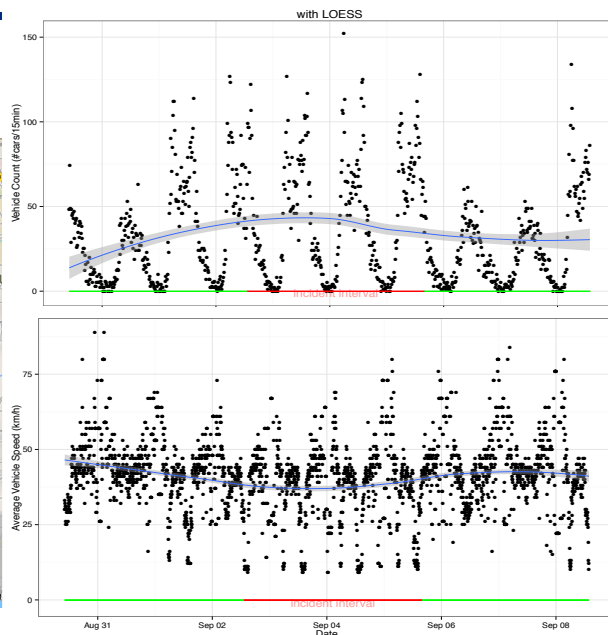 with LOESS
150
100
50
0
Vehicle Count (#cars/15min)
Incident Interval
75
50
25
0
Average Vehicle Speed (km/h)
Incident Interval
Aug 31
Sep 02
Sep 04
Sep 06
Sep 08
Date